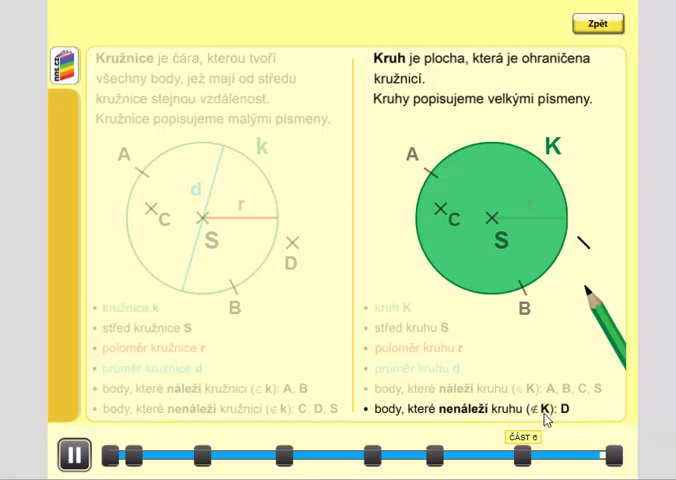 Zpět
nns.cz
Kružnice je čára, kterou tvoří
všechny body, jež mají od středu
kružnice stejnou vzdálenost.
Kružnice popisujeme malými písmeny.
A
k
d
r
C
S
D
B
• kružnice k
• střed kružnice S
• poloměr kružnice r
• průměr kružnice d
• body, které náleží kružnici (∈ k): A, B
• body, které nenáleží kružnici (∉ k): C, D, S
Kruh je plocha, která je ohraničena
kružnicí.
Kruhy popisujeme velkými písmeny.
A
K
r
C
S
B
• kruh K
• střed kruhu S
• poloměr kruhu r
• průměr kruhu d
• body, které náleží kruhu (∈ K): A, B, C, S
• body, které nenáleží kruhu (∉ K): D
ČÁST 6